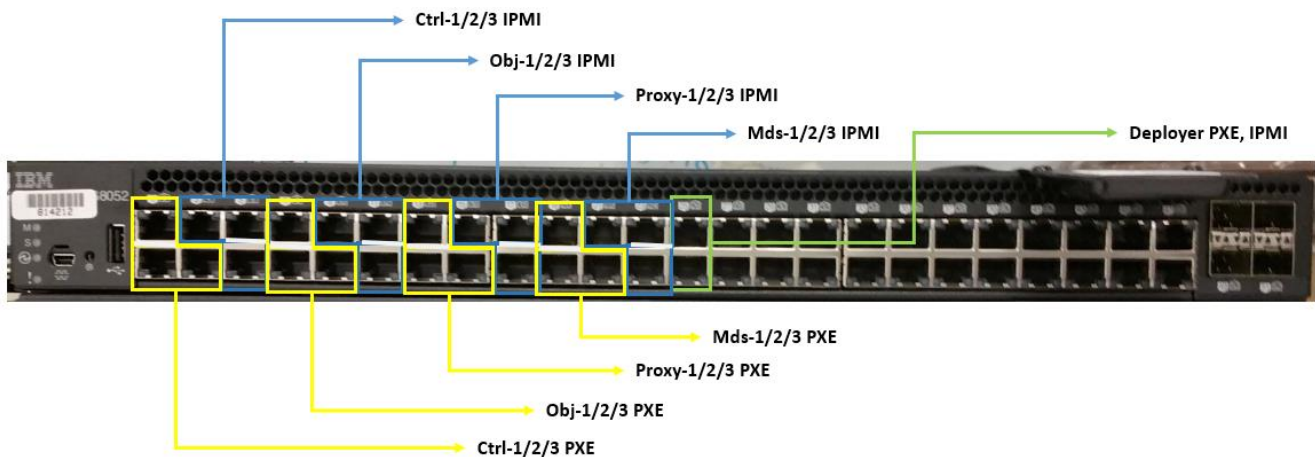 Ctrl-1/2/3 IPMI
Obj-1/2/3 IPMI
Proxy-1/2/3 IPMI
Mds-1/2/3 IPMI
Deployer PXE, IPMI
IBM
G8052
814212
M
S
!
Mds-1/2/3 PXE
Proxy-1/2/3 PXE
Obj-1/2/3 PXE
Ctrl-1/2/3 PXE